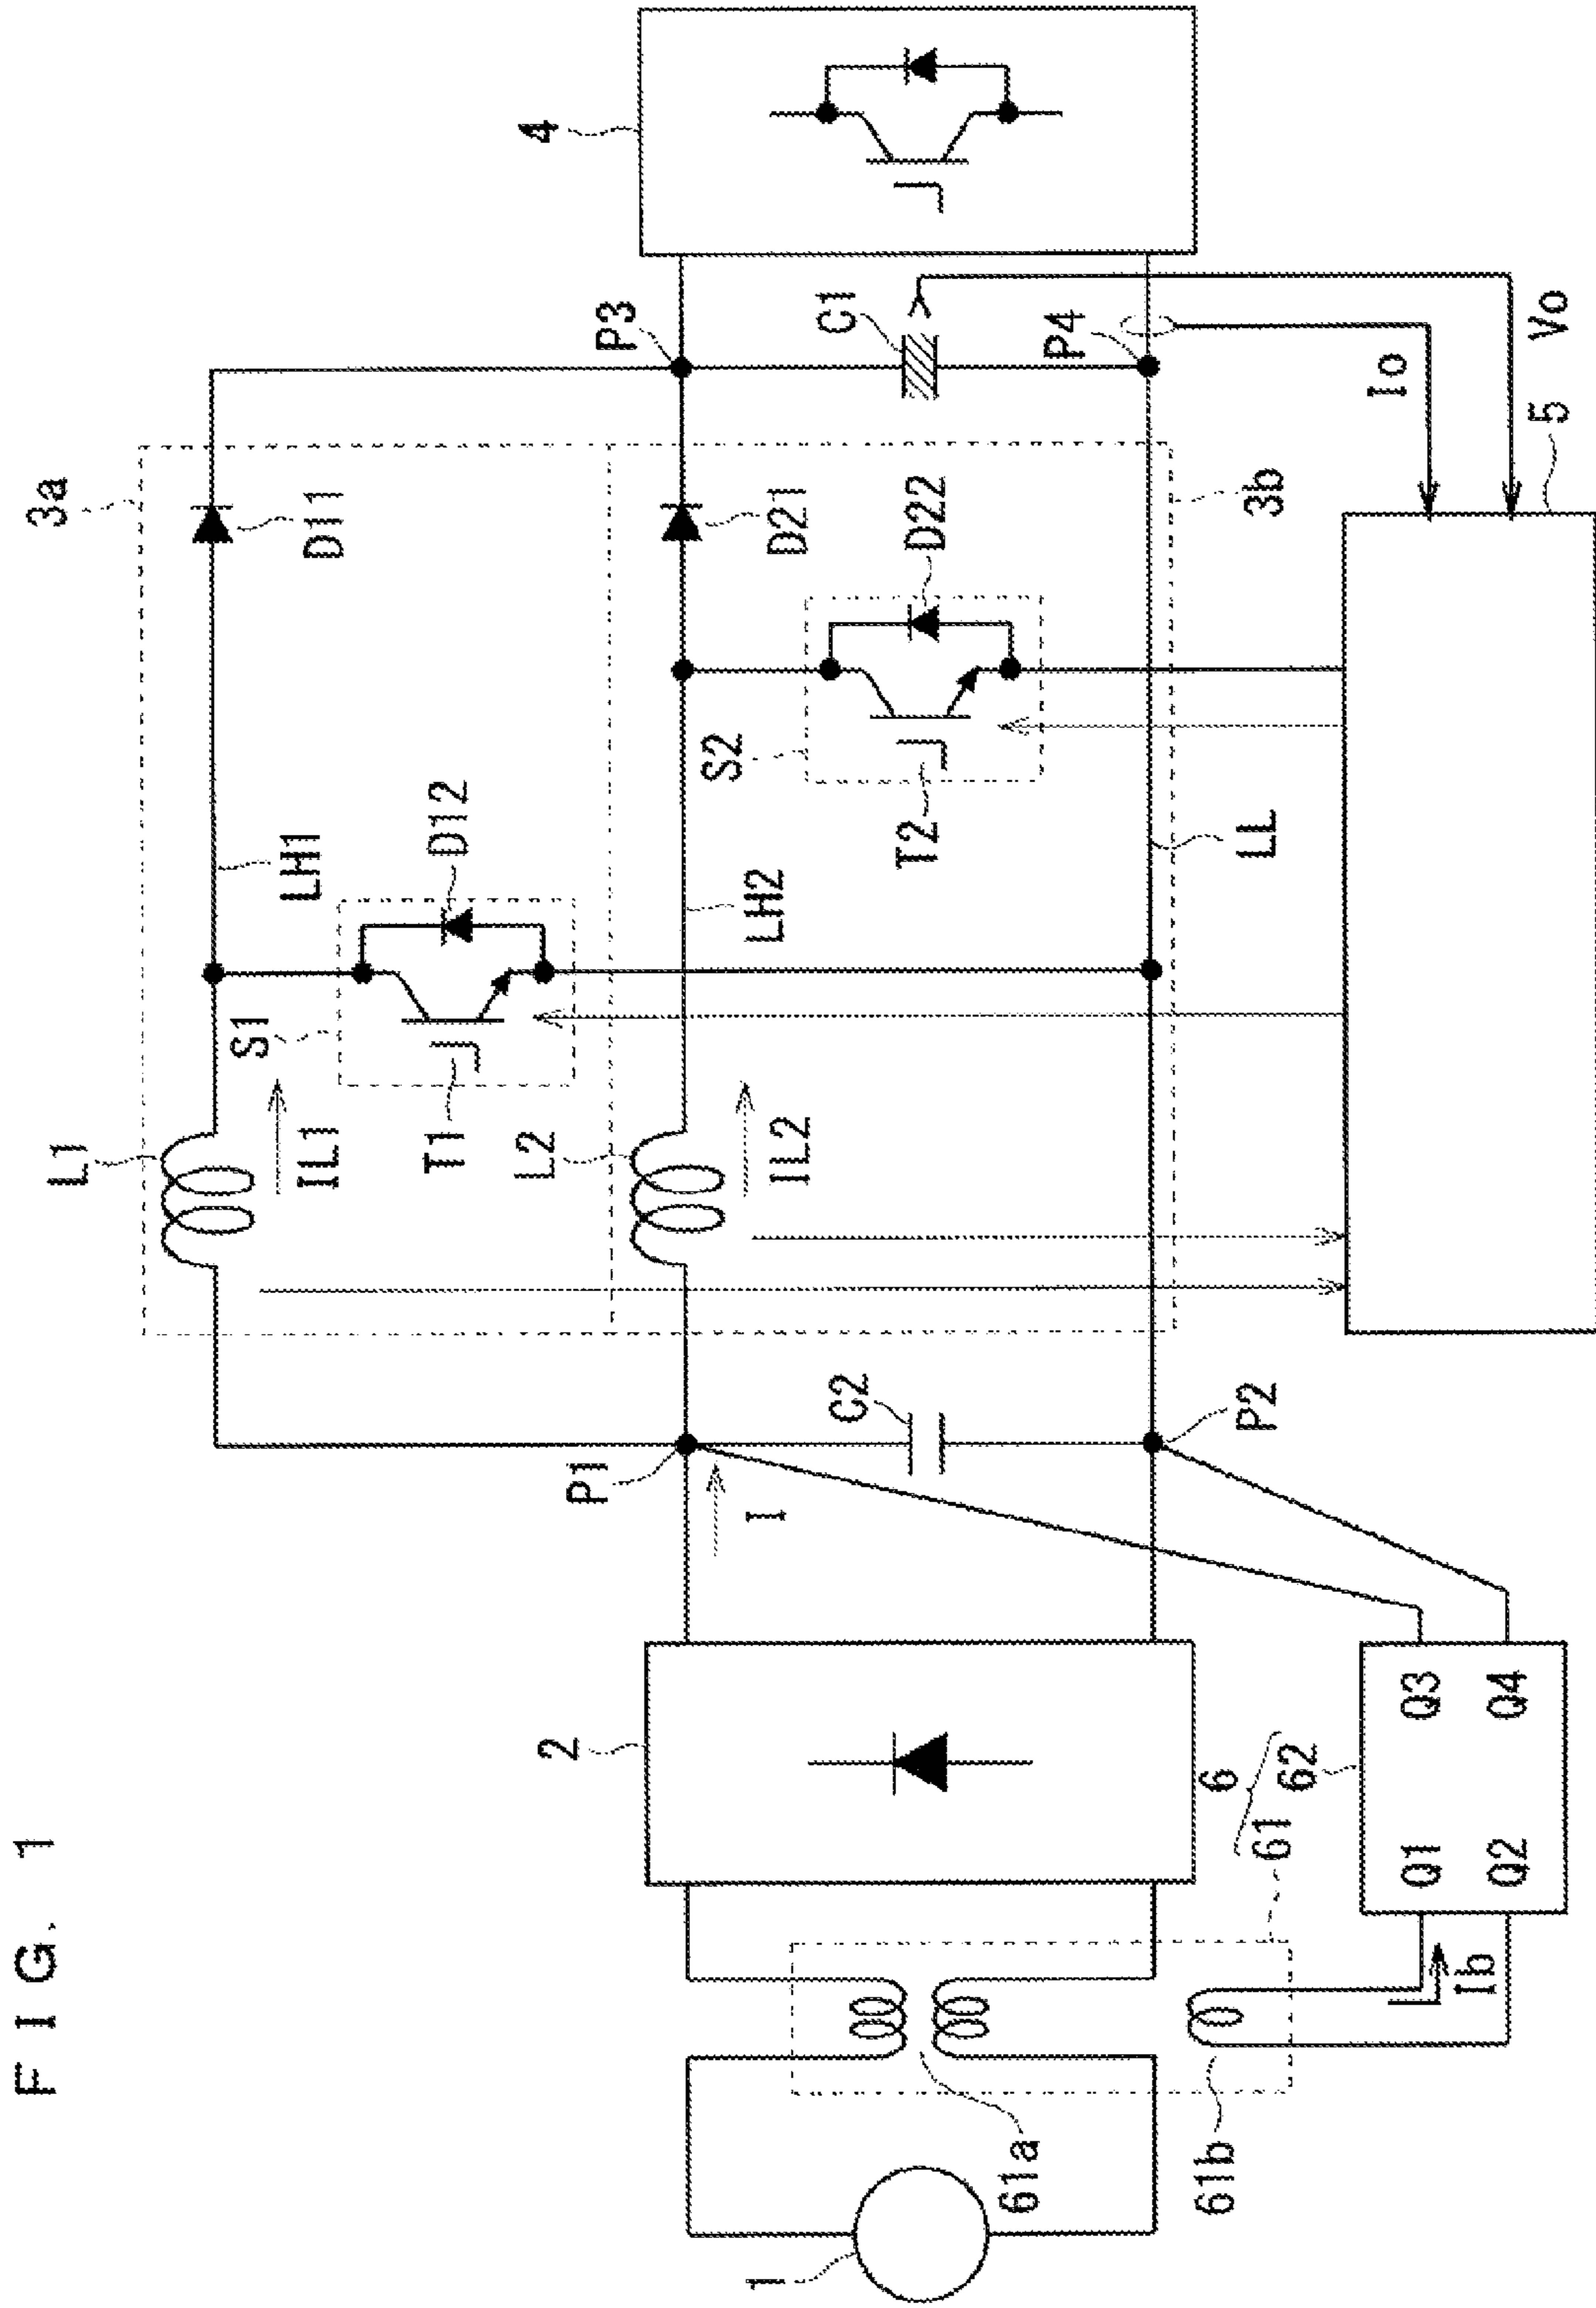 FIG. 1
3a
L1
LH1
D11
S1
D12
IL1
T1
P3
4
L2
LH2
D21
IL2
S2
D22
T2
C1
P4
P1
I
C2
P2
LL
3b
Io
Vo
5
2
1
61a
61b
6
61
62
Q1
Q2
Q3
Q4
Ib